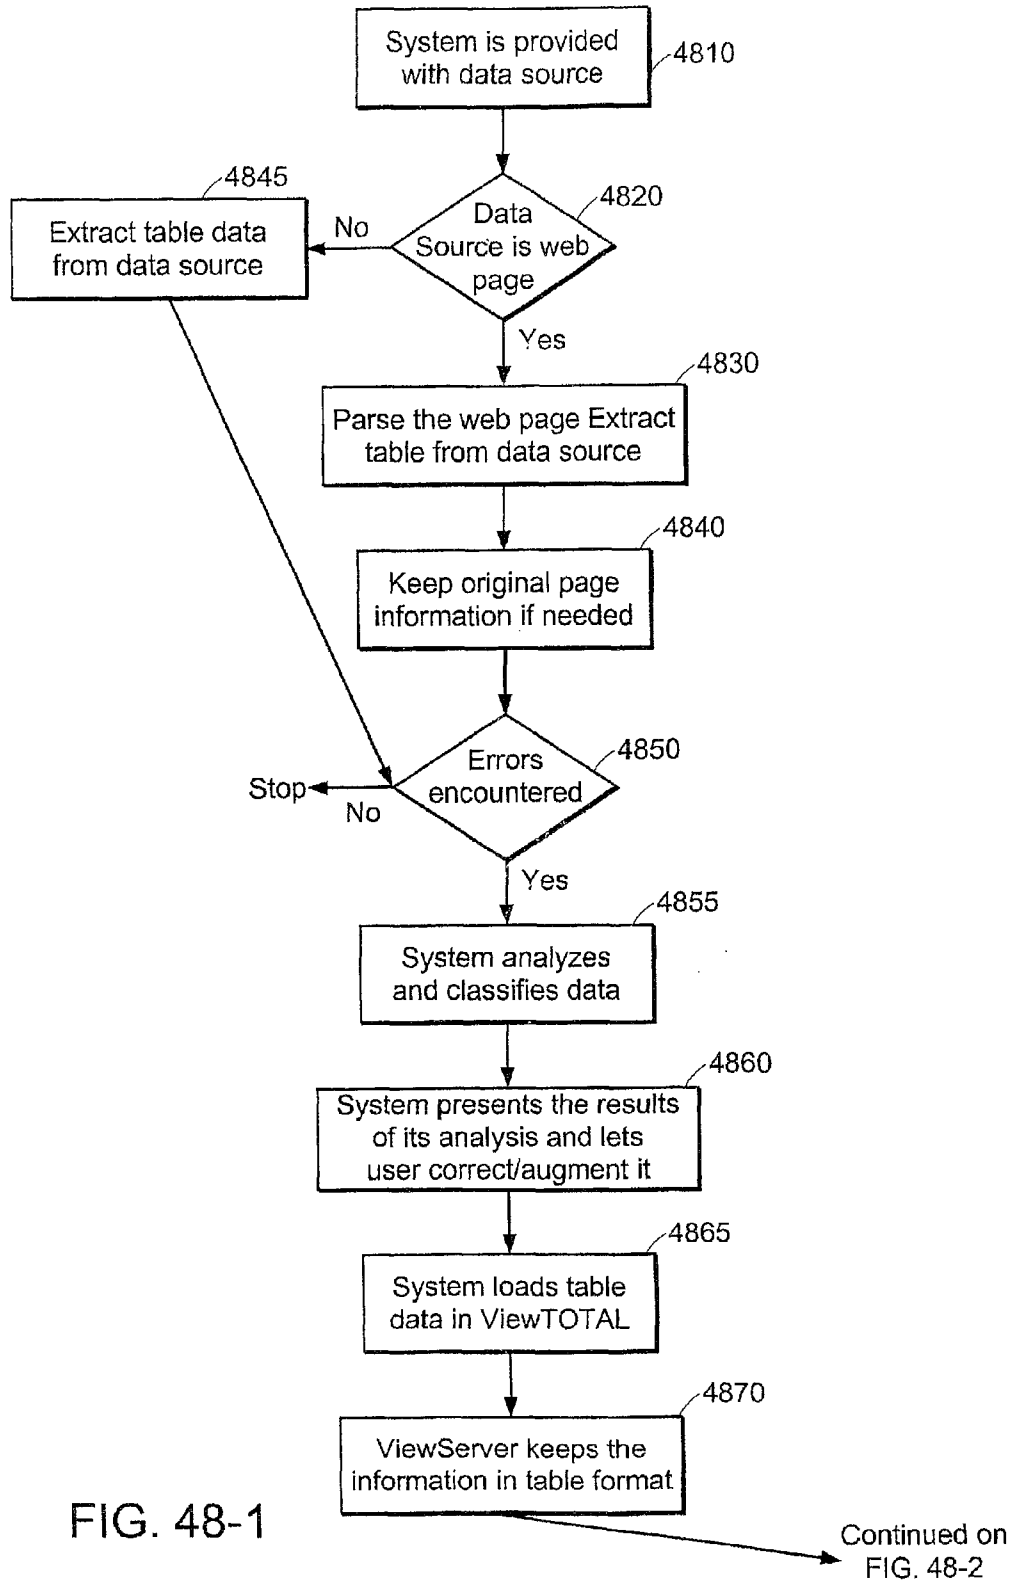 System is provided
with data source
4810
4845
4820
Extract table data
from data source
No
Data
Source is web
page
Yes
4830
Parse the web page Extract
table from data source
4840
Keep original page
information if needed
4850
Errors
encountered
Stop
No
Yes
4855
System analyzes
and classifies data
4860
System presents the results
of its analysis and lets
user correct/augment it
4865
System loads table
data in ViewTOTAL
4870
ViewServer keeps the
information in table format
FIG. 48-1
Continued on
FIG. 48-2